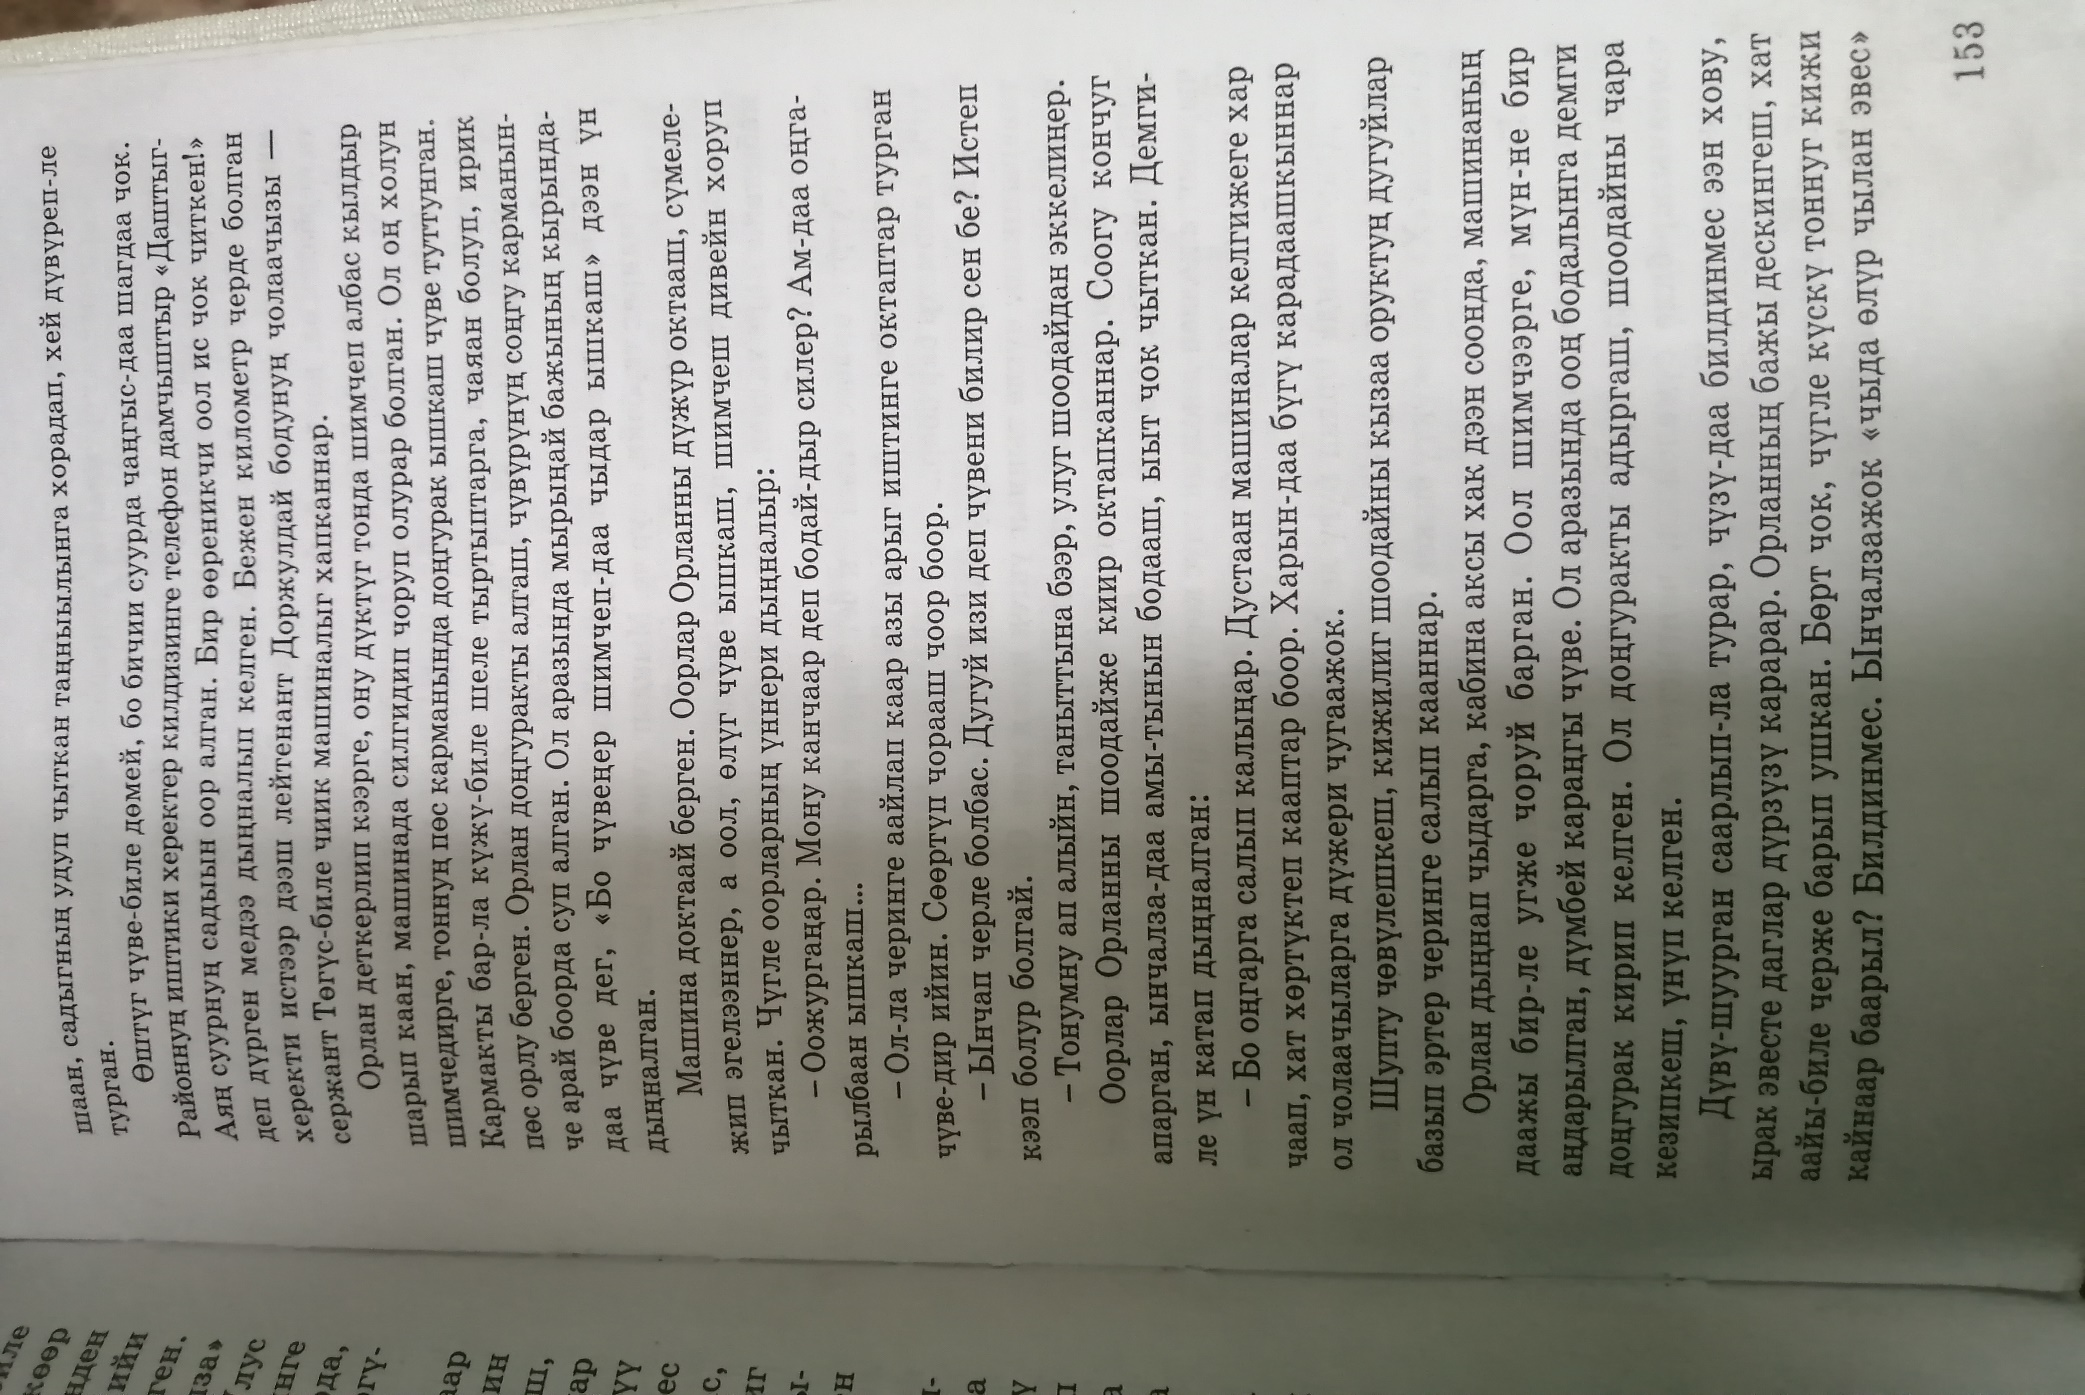 шаан, садыгның удуп чыткан таңныылынга хорадап, хей дүвүреп-ле
турган.
Өштүг чүве-биле дөмей, бо бичии суурда чаңгыс-даа шагдаа чок.
Районнуң иштики херектер килдизинге телефон дамчыштыр «Даштыг-
Аяң суурнуң садыын оор алган. Бир өөреникчи оол ис чок читкен!»
деп дүрген медээ дыңналып келген. Бежен километр черде болган
херекти истээр дээш лейтенант Доржулдай бодунуң чолаачызы —
сержант Төгүс-биле чиик машиналыг хапканнар.
Орлан деткерлип кээрге, ону дүктүг тонда шимчеп албас кылдыр
шарып каан, машинада силгидип чоруп олурар болган. Ол оң холун
шимчедирге, тоннуң пөс карманында доңгурак ышкаш чүве туттунган.
Кармакты бар-ла күжү-биле шеле тыртыптарга, чаяан болуп, ирик
пөс орлу берген. Орлан доңгуракты алгаш, чүвүрүнүң соңгу карманын-
че арай боорда суп алган. Ол аразында мырыңай бажының кырында-
даа чүве дег, «Бо чүвеңер шимчеп-даа чыдар ышкаш» дээн үн
дыңналган.
Машина доктаай берген. Оорлар Орланны дүжүр октааш, сүмеле-
жип эгелээннер, а оол, өлүг чүве ышкаш, шимчеш дивейн хоруп
чыткан. Чүгле оорларның үннери дыңналыр:
– Оожургаңар. Мону канчаар деп бодай-дыр силер? Ам-даа оңга-
рылбаан ышкаш...
– Ол-ла черинге аайлап каар азы арыг иштинге октаптар турган
чүве-дир ийин. Сөөртүп чорааш чоор боор.
– Ынчап черле болбас. Дугуй изи деп чүвени билир сен бе? Истеп
кээп болур болгай.
– Тонумну ап алыйн, таныттына бээр, улуг шоодайдан эккелиңер.
Оорлар Орланны шоодайже киир октапканнар. Соогу кончуг
апарган, ынчалза-даа амы-тынын бодааш, ыыт чок чыткан. Демги-
ле үн катап дыңналган:
– Бо оңгарга салып калыңар. Дустаан машиналар келгижеге хар
чаап, хат хөртүктеп кааптар боор. Харын-даа бүгү карадаашкыннар
ол чолаачыларга дүжери чугаажок.
Шупту чөвүлешкеш, кижилиг шоодайны кызаа оруктуң дугуйлар
базып эртер черинге салып кааннар.
Орлан дыңнап чыдарга, кабина аксы хак дээн соонда, машинаның
даажы бир-ле угже чоруй барган. Оол шимчээрге, мүн-не бир
аңдарылган, дүмбей караңгы чүве. Ол аразында ооң бодалынга демги
доңгурак кирип келген. Ол доңгуракты адыргаш, шоодайны чара
кезипкеш, үнүп келген.
Дүвү-шуурган саарлып-ла турар, чүзү-даа билдинмес ээн хову,
ырак эвесте даглар дүрзүзү карарар. Орланның бажы дескингеш, хат
аайы-биле черже барып ушкан. Бөрт чок, чүгле күскү тоннуг кижи
кайнаар баарыл? Билдинмес. Ынчалзажок «чыда өлүр чылан эвес»
153